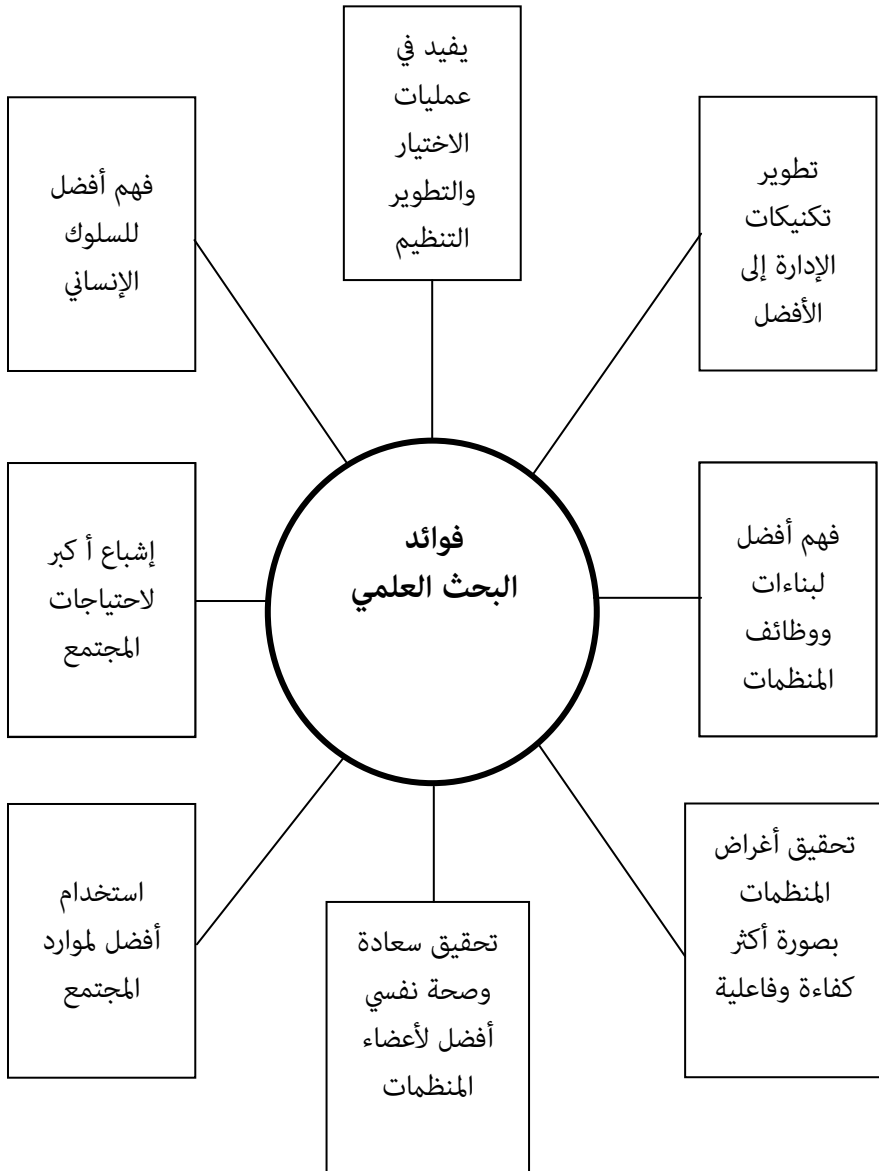 يفيد في
عمليات
الاختيار
والتطوير
التنظيم
تطوير
تكنيكات
الإدارة إلى
الأفضل
فهم أفضل
للسلوك
الإنساني
فوائد
البحث العلمي
فهم أفضل
لبناءات
ووظائف
المنظمات
إشباع أ كبر
لاحتياجات
المجتمع
تحقيق أغراض
المنظمات
بصورة أكثر
كفاءة وفاعلية
تحقيق سعادة
وصحة نفسي
أفضل لأعضاء
المنظمات
استخدام
أفضل لموارد
المجتمع